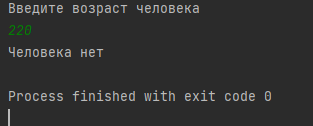 Введите возраст человека
220
Человека нет
Process finished with exit code 0